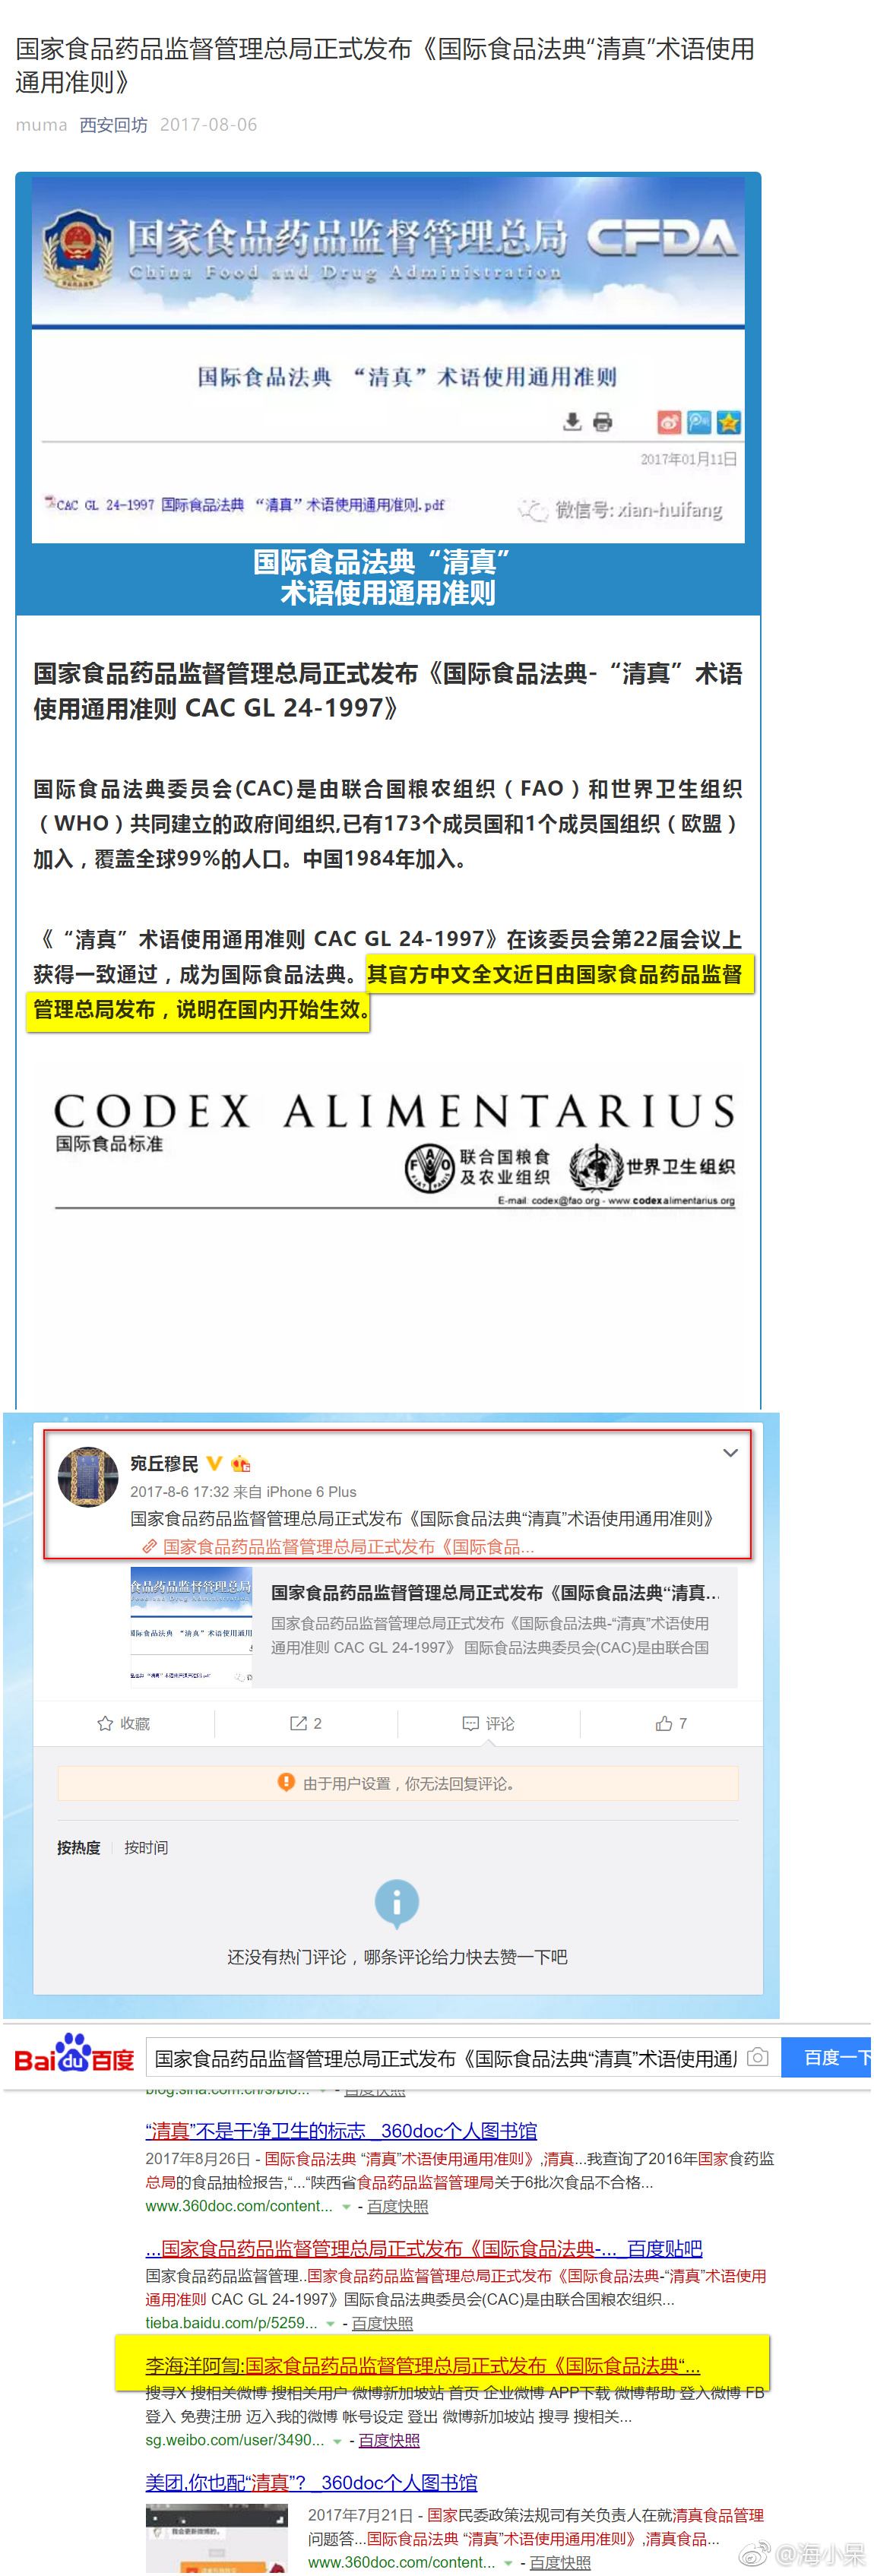 国家食品药品监督管理总局正式发布《国际食品法典“清真”术语使用
通用准则》
muma 西安回坊 2017-08-06
国家食品药品监督管理总局 CFDA
China Food and Drug Administration
国际食品法典 “清真”术语使用通用准则
2017年01月11日
CAC GL 24-1997 国际食品法典 “清真”术语使用通用准则.pdf
微信号: xian-huifang
国际食品法典“清真”
术语使用通用准则
国家食品药品监督管理总局正式发布《国际食品法典-“清真”术语
使用通用准则 CAC GL 24-1997》
国际食品法典委员会(CAC)是由联合国粮农组织（FAO）和世界卫生组织
（WHO）共同建立的政府间组织,已有173个成员国和1个成员国组织（欧盟）
加入，覆盖全球99%的人口。中国1984年加入。
《“清真”术语使用通用准则 CAC GL 24-1997》在该委员会第22届会议上
获得一致通过，成为国际食品法典。其官方中文全文近日由国家食品药品监督
管理总局发布，说明在国内开始生效。
CODEX ALIMENTARIUS
国际食品标准
联合国粮食
及农业组织
世界卫生组织
E-mail: codex@fao.org - www.codexalimentarius.org
宛丘穆民
2017-8-6 17:32 来自 iPhone 6 Plus
国家食品药品监督管理总局正式发布《国际食品法典“清真”术语使用通用准则》
国家食品药品监督管理总局正式发布《国际食品...
国家食品药品监督管理总局正式发布《国际食品法典“清真...
国家食品药品监督管理总局正式发布《国际食品法典-“清真”术语使用
通用准则 CAC GL 24-1997》 国际食品法典委员会(CAC)是由联合国
收藏 2 评论 7
由于用户设置，你无法回复评论。
按热度 按时间
还没有热门评论，哪条评论给力快去赞一下吧
Bai du 百度 国家食品药品监督管理总局正式发布《国际食品法典“清真”术语使用通 百度一下
blog.sina.com.cn/s/blo... - 百度快照
“清真”不是干净卫生的标志 _360doc个人图书馆
2017年8月26日 - 国际食品法典 “清真”术语使用通用准则》,清真...我查询了2016年国家食药监
总局的食品抽检报告,“...“陕西省食品药品监督管理局关于6批次食品不合格...
www.360doc.com/content... - 百度快照
...国家食品药品监督管理总局正式发布《国际食品法典-..._百度贴吧
国家食品药品监督管理..国家食品药品监督管理总局正式发布《国际食品法典-“清真”术语使用
通用准则 CAC GL 24-1997》国际食品法典委员会(CAC)是由联合国粮农组织...
tieba.baidu.com/p/5259... - 百度快照
李海洋阿訇:国家食品药品监督管理总局正式发布《国际食品法典“...
搜寻X 搜相关微博 搜相关用户 微博新加坡站 首页 企业微博 APP下载 微博帮助 登入微博 FB
登入 免费注册 迈入我的微博 帐号设定 登出 微博新加坡站 搜寻 搜相关...
sg.weibo.com/user/3490... - 百度快照
美团,你也配“清真”？_360doc个人图书馆
2017年7月21日 - 国家民委政策法规司有关负责人在就清真食品管理
问题答...国际食品法典 “清真”术语使用通用准则》,清真食品...
www.360doc.com/content... - 百度快照
@海小呆